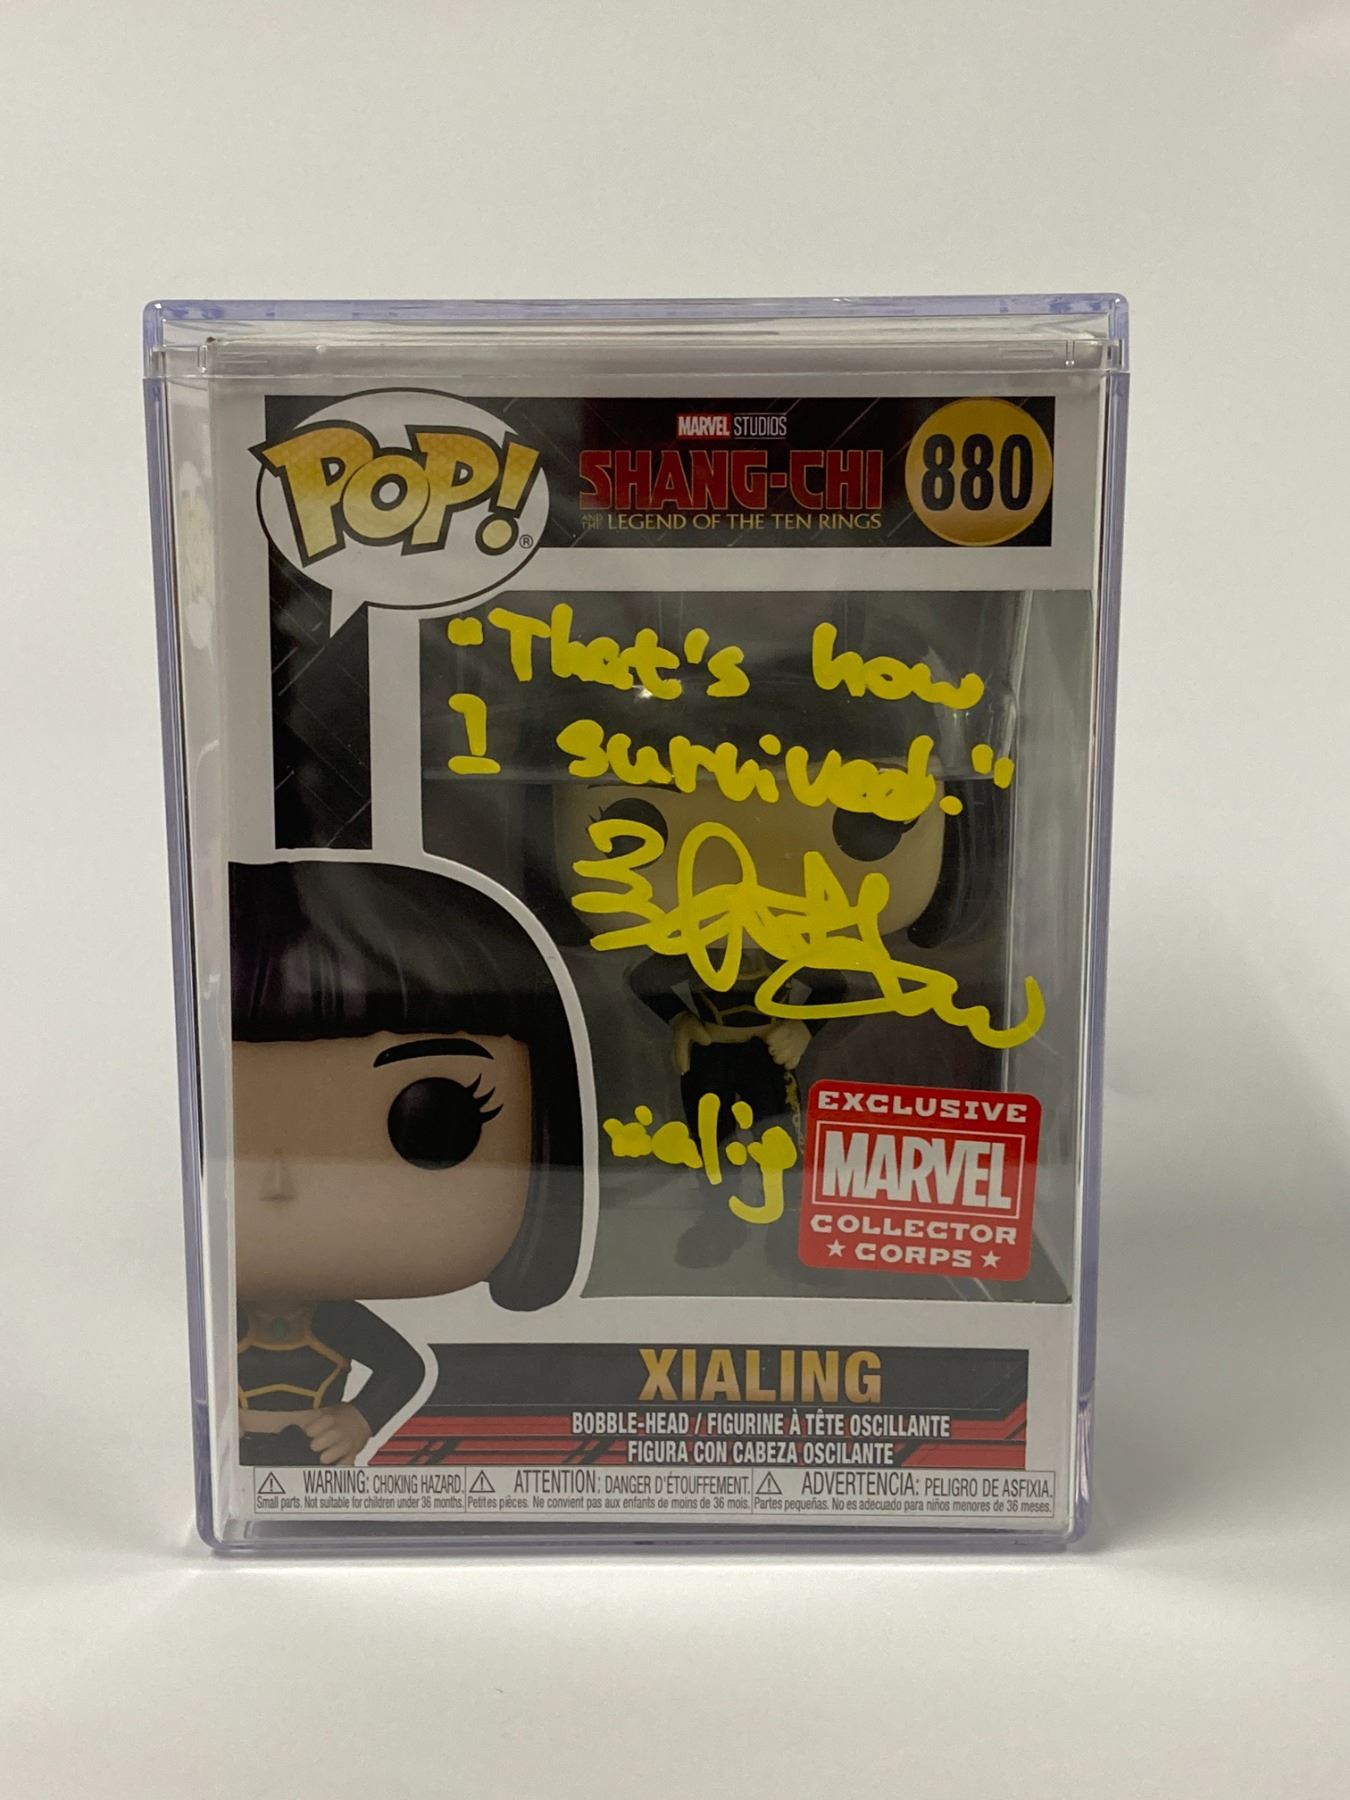 POP!®
MARVEL STUDIOS
SHANG-CHI
AND THE LEGEND OF THE TEN RINGS
880
"That's how
I survived."
xialing
EXCLUSIVE
MARVEL
COLLECTOR
★ CORPS ★
XIALING
BOBBLE-HEAD / FIGURINE À TÊTE OSCILLANTE
FIGURA CON CABEZA OSCILANTE
⚠ WARNING: CHOKING HAZARD.
Small parts. Not suitable for children under 36 months.
⚠ ATTENTION: DANGER D'ÉTOUFFEMENT.
Petites pièces. Ne convient pas aux enfants de moins de 36 mois.
⚠ ADVERTENCIA: PELIGRO DE ASFIXIA.
Partes pequeñas. No es adecuado para niños menores de 36 meses.